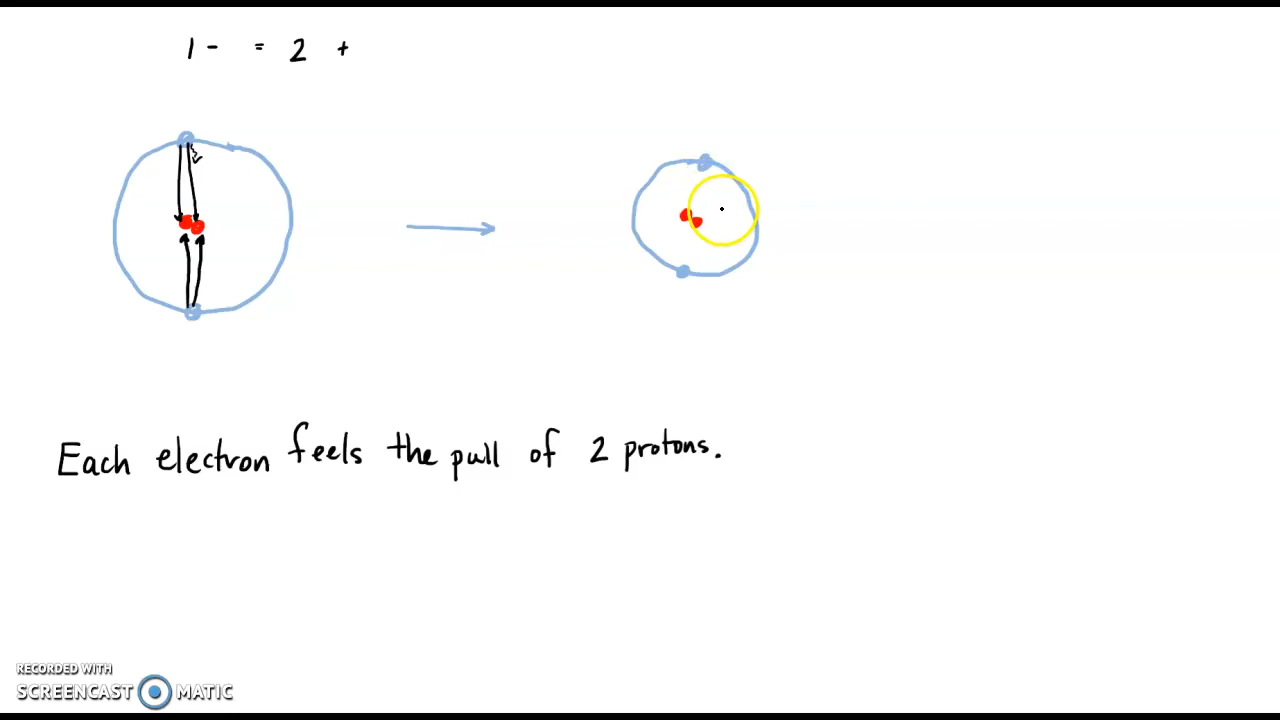 1 - = 2 +
Each electron feels the pull of 2 protons.
RECORDED WITH
SCREENCAST MATIC